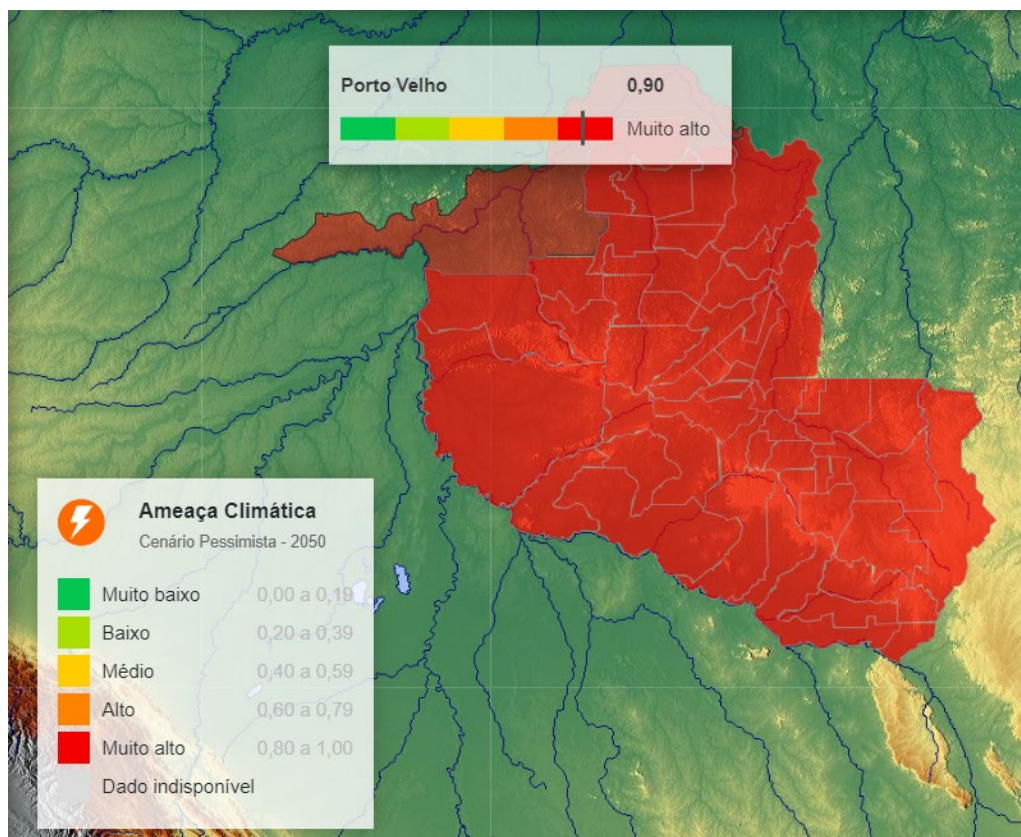 Porto Velho 0,90
Muito alto
Ameaça Climática
Cenário Pessimista - 2050
Muito baixo 0,00 a 0,19
Baixo 0,20 a 0,39
Médio 0,40 a 0,59
Alto 0,60 a 0,79
Muito alto 0,80 a 1,00
Dado indisponível